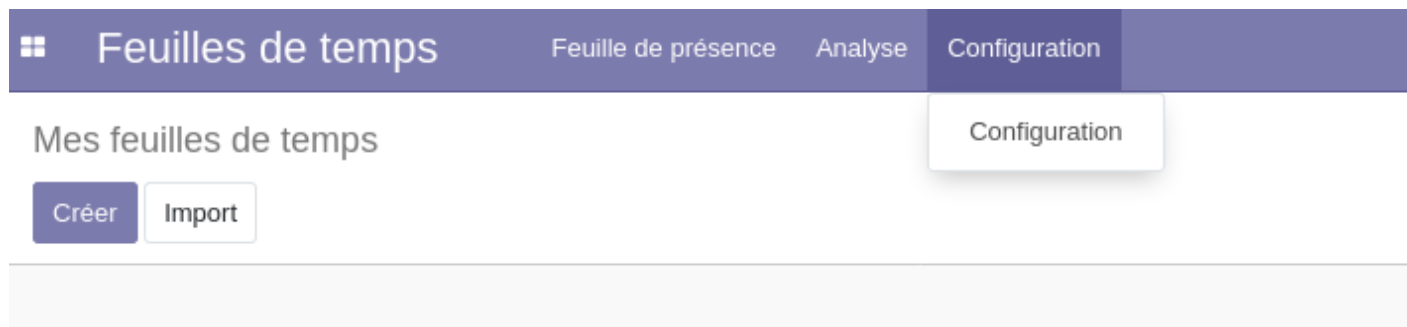 Feuilles de temps Feuille de présence Analyse Configuration
Mes feuilles de temps
Configuration
Créer Import